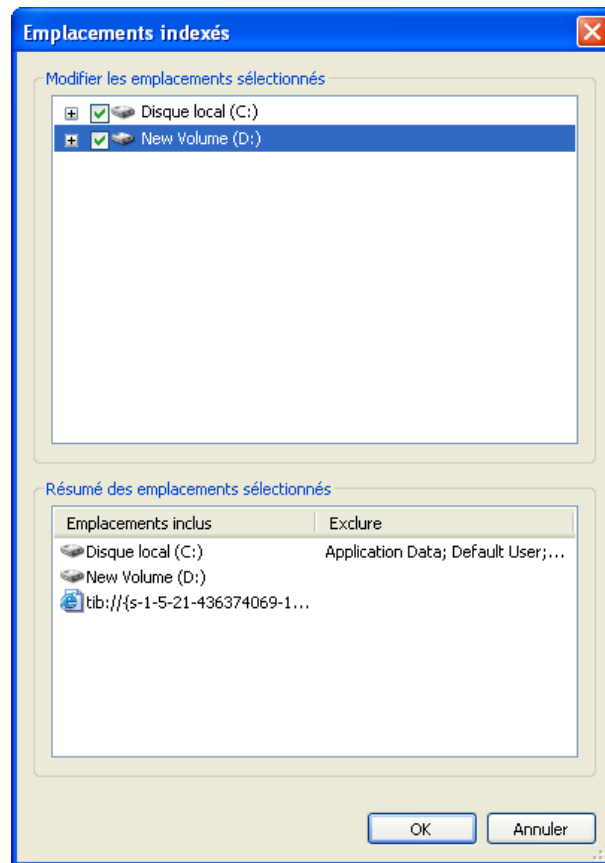 Emplacements indexés
Modifier les emplacements sélectionnés
Disque local (C:)
New Volume (D:)
Résumé des emplacements sélectionnés
Emplacements inclus Exclure
Disque local (C:) Application Data; Default User;...
New Volume (D:)
tib://{s-1-5-21-436374069-1...
OK Annuler